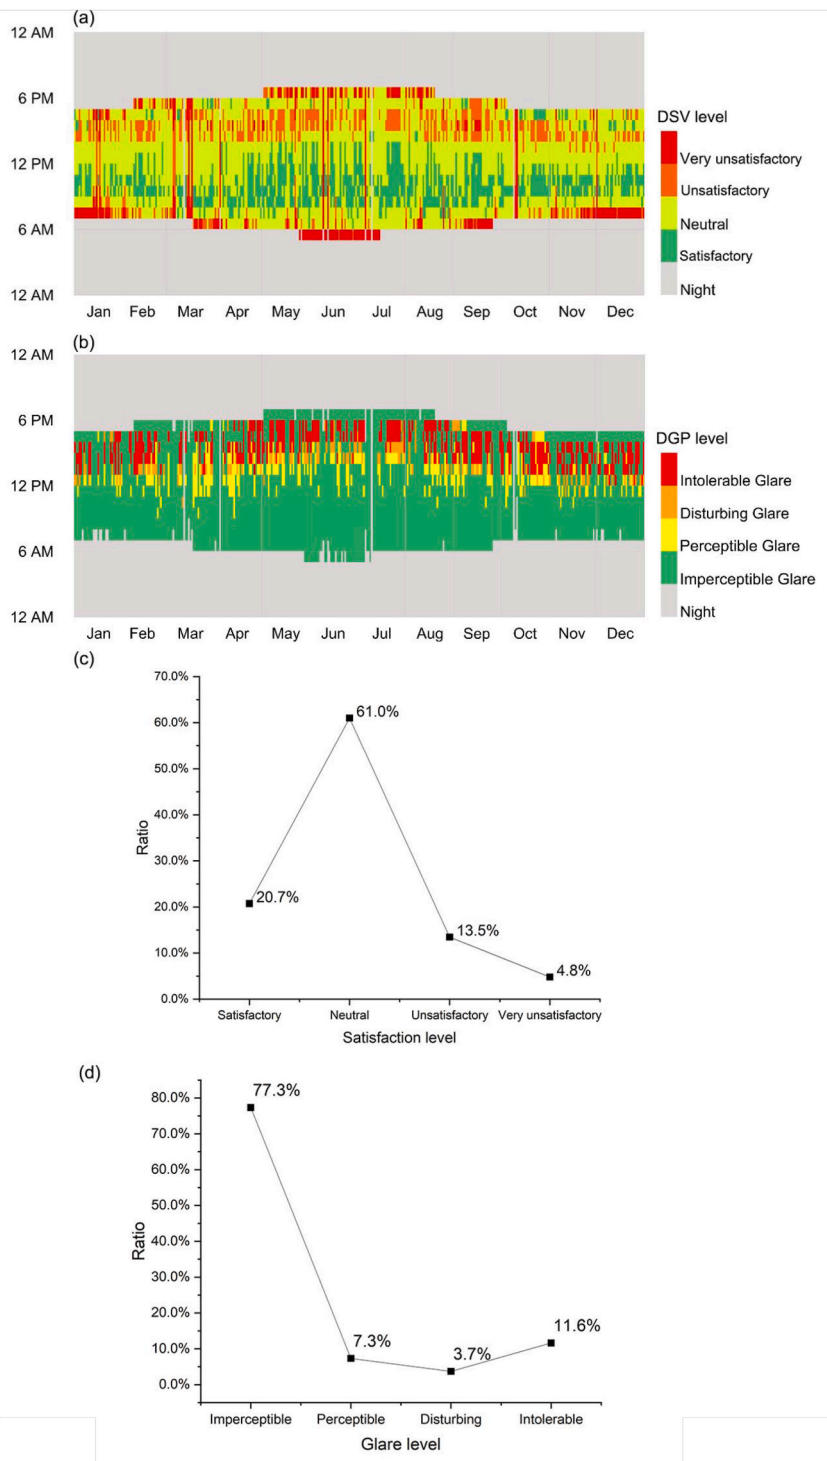 (a)
12 AM
6 PM
12 PM
6 AM
12 AM
Jan Feb Mar Apr May Jun Jul Aug Sep Oct Nov Dec
DSV level
Very unsatisfactory
Unsatisfactory
Neutral
Satisfactory
Night
(b)
12 AM
6 PM
12 PM
6 AM
12 AM
Jan Feb Mar Apr May Jun Jul Aug Sep Oct Nov Dec
DGP level
Intolerable Glare
Disturbing Glare
Perceptible Glare
Imperceptible Glare
Night
(c)
70.0%
60.0%
50.0%
40.0%
30.0%
20.0%
10.0%
0.0%
Ratio
61.0%
20.7%
13.5%
4.8%
Satisfactory Neutral Unsatisfactory Very unsatisfactory
Satisfaction level
(d)
80.0%
70.0%
60.0%
50.0%
40.0%
30.0%
20.0%
10.0%
0.0%
Ratio
77.3%
7.3%
3.7%
11.6%
Imperceptible Perceptible Disturbing Intolerable
Glare level